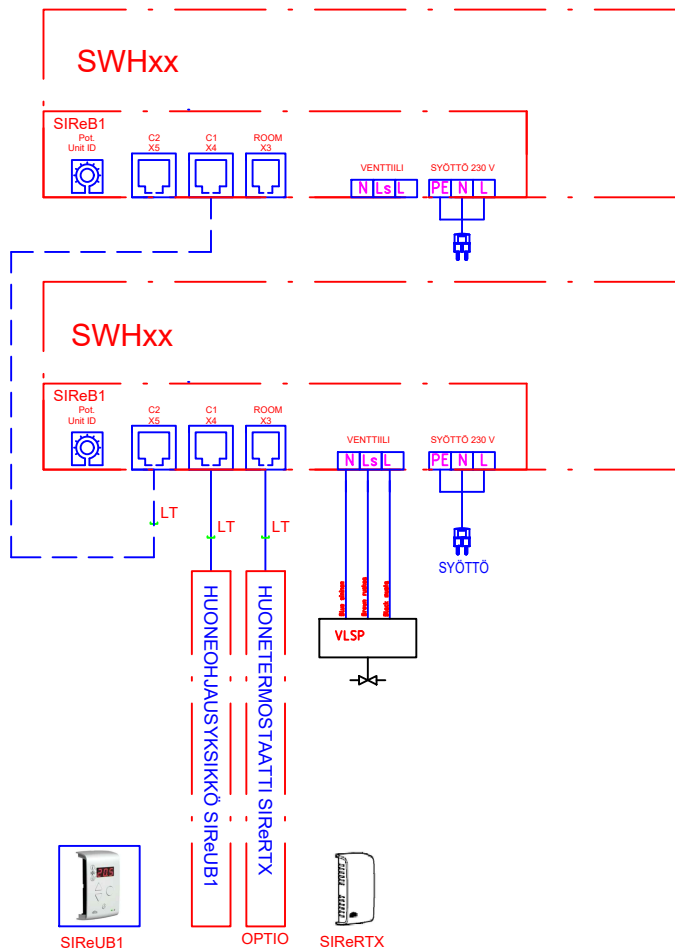 SWHxx
SIReB1
Pot.
Unit ID
C2
X5
C1
X4
ROOM
X3
VENTTIILI
N Ls L
SYÖTTÖ 230 V
PE N L
SWHxx
SIReB1
Pot.
Unit ID
C2
X5
C1
X4
ROOM
X3
VENTTIILI
N Ls L
SYÖTTÖ 230 V
PE N L
LT
LT
LT
SYÖTTÖ
HUONEOHJAUSYKSIKKÖ SIReUB1
HUONETERMOSTAATTI SIReRTX
VLSP
SIReUB1
OPTIO
SIReRTX